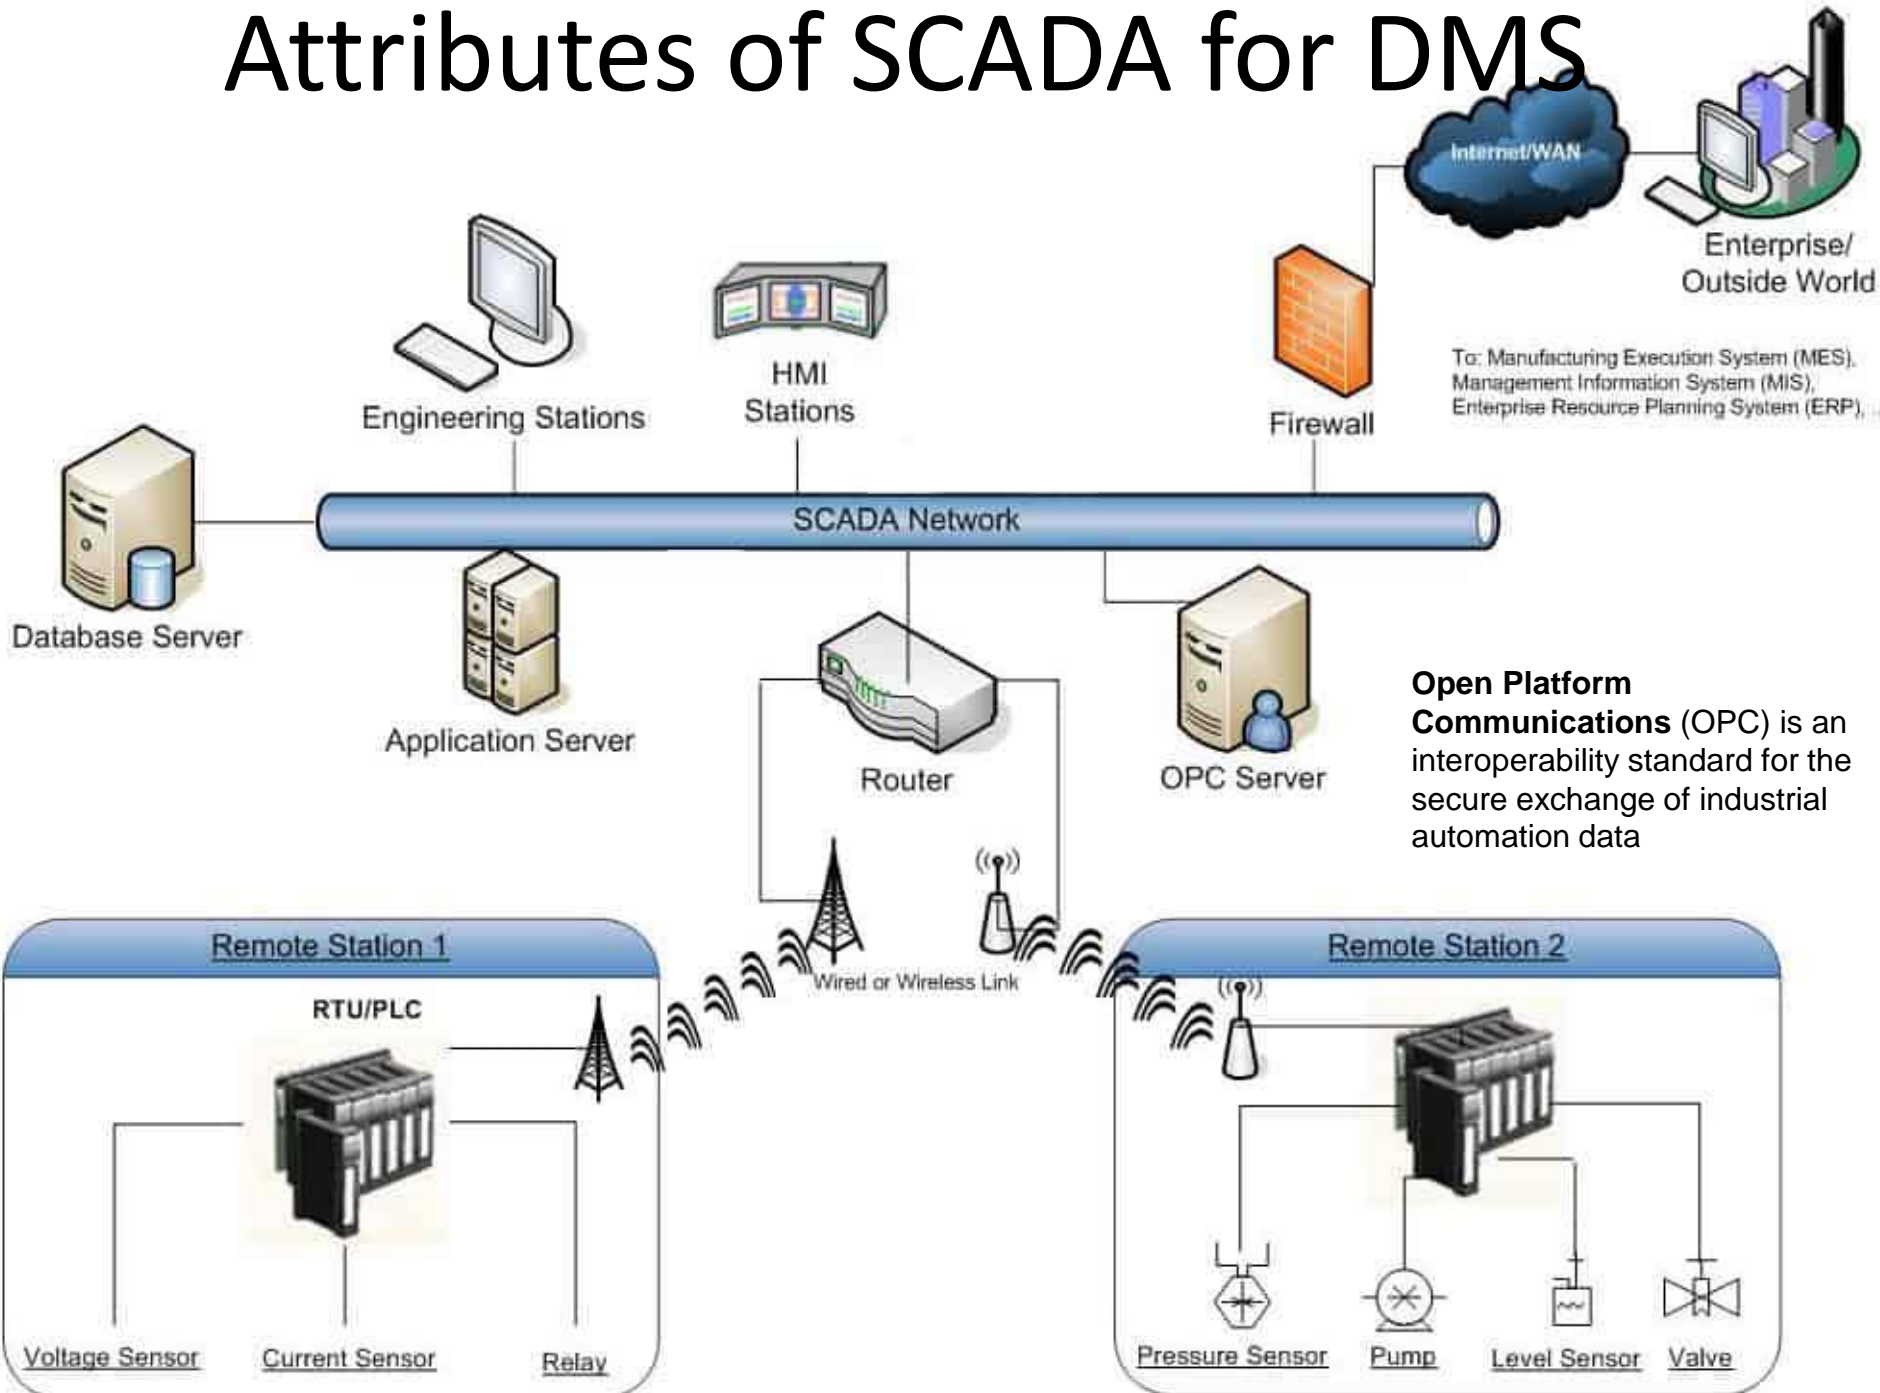 Attributes of SCADA for DMS
Internet/WAN
Enterprise/
Outside World
To: Manufacturing Execution System (MES),
Management Information System (MIS),
Enterprise Resource Planning System (ERP), ..
Engineering Stations
HMI
Stations
Firewall
SCADA Network
Database Server
Application Server
Router
OPC Server
Open Platform
Communications (OPC) is an
interoperability standard for the
secure exchange of industrial
automation data
Wired or Wireless Link
Remote Station 1
RTU/PLC
Voltage Sensor
Current Sensor
Relay
Remote Station 2
Pressure Sensor
Pump
Level Sensor
Valve